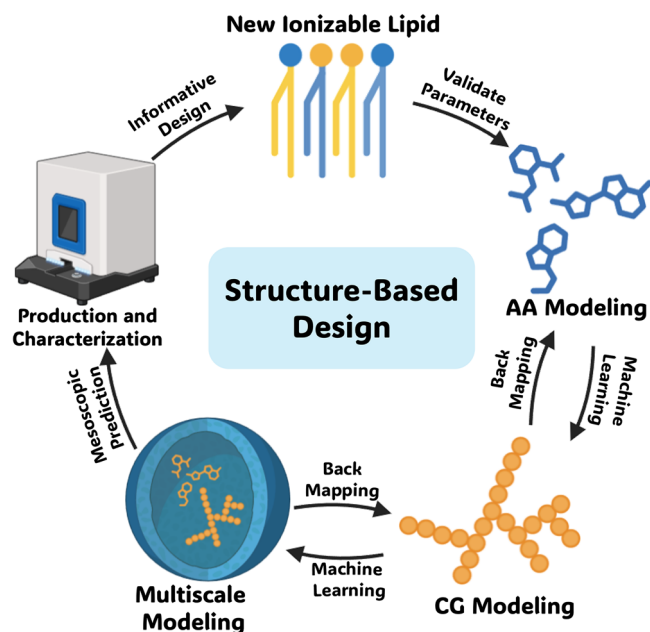 New Ionizable Lipid
Informative
Design
Validate
Parameters
Structure-Based
Design
AA Modeling
Production and
Characterization
Back
Mapping
Machine
Learning
Mesoscopic
Prediction
Back
Mapping
Machine
Learning
Multiscale
Modeling
CG Modeling